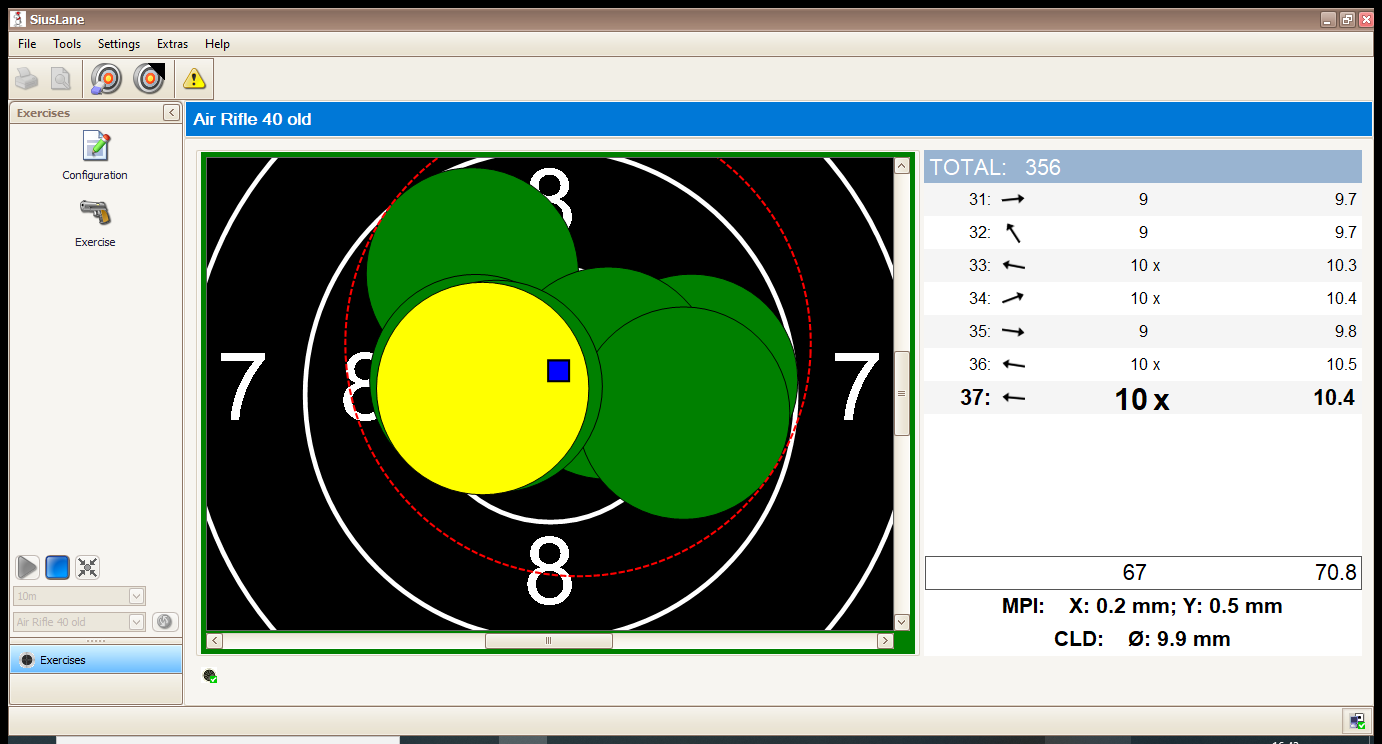 SiusLane
File Tools Settings Extras Help
Exercises
Air Rifle 40 old
Configuration
Exercise
8
7 8 7
8
TOTAL: 356
31: 9 9.7
32: 9 9.7
33: 10 x 10.3
34: 10 x 10.4
35: 9 9.8
36: 10 x 10.5
37: 10 x 10.4
67 70.8
MPI: X: 0.2 mm; Y: 0.5 mm
CLD: Ø: 9.9 mm
10m
Air Rifle 40 old
Exercises